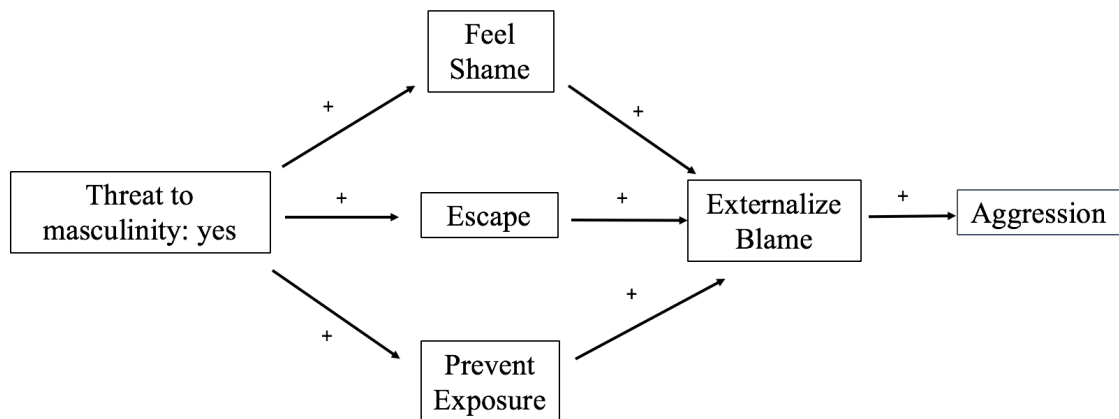 Feel
Shame
+
+
Threat to
masculinity: yes
+
Escape
+
Externalize
Blame
+
Aggression
+
+
Prevent
Exposure